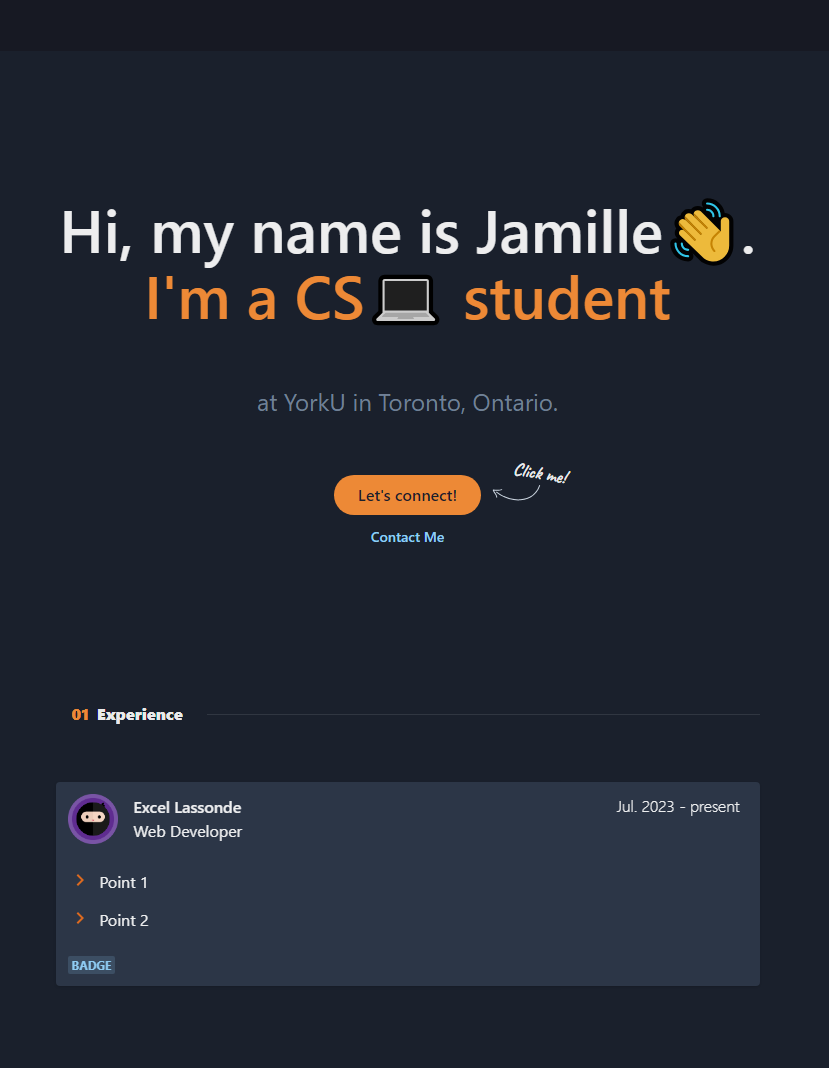 Hi, my name is Jamille👋.
I'm a CS💻 student
at YorkU in Toronto, Ontario.
Click me!
Let's connect!
Contact Me
01 Experience
Excel Lassonde
Jul. 2023 - present
Web Developer
Point 1
Point 2
BADGE